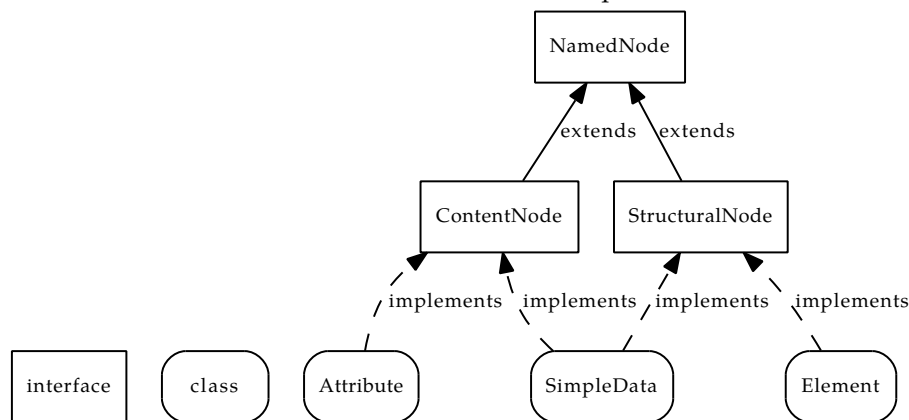 NamedNode
extends extends
ContentNode StructuralNode
implements implements implements implements
interface class Attribute SimpleData Element